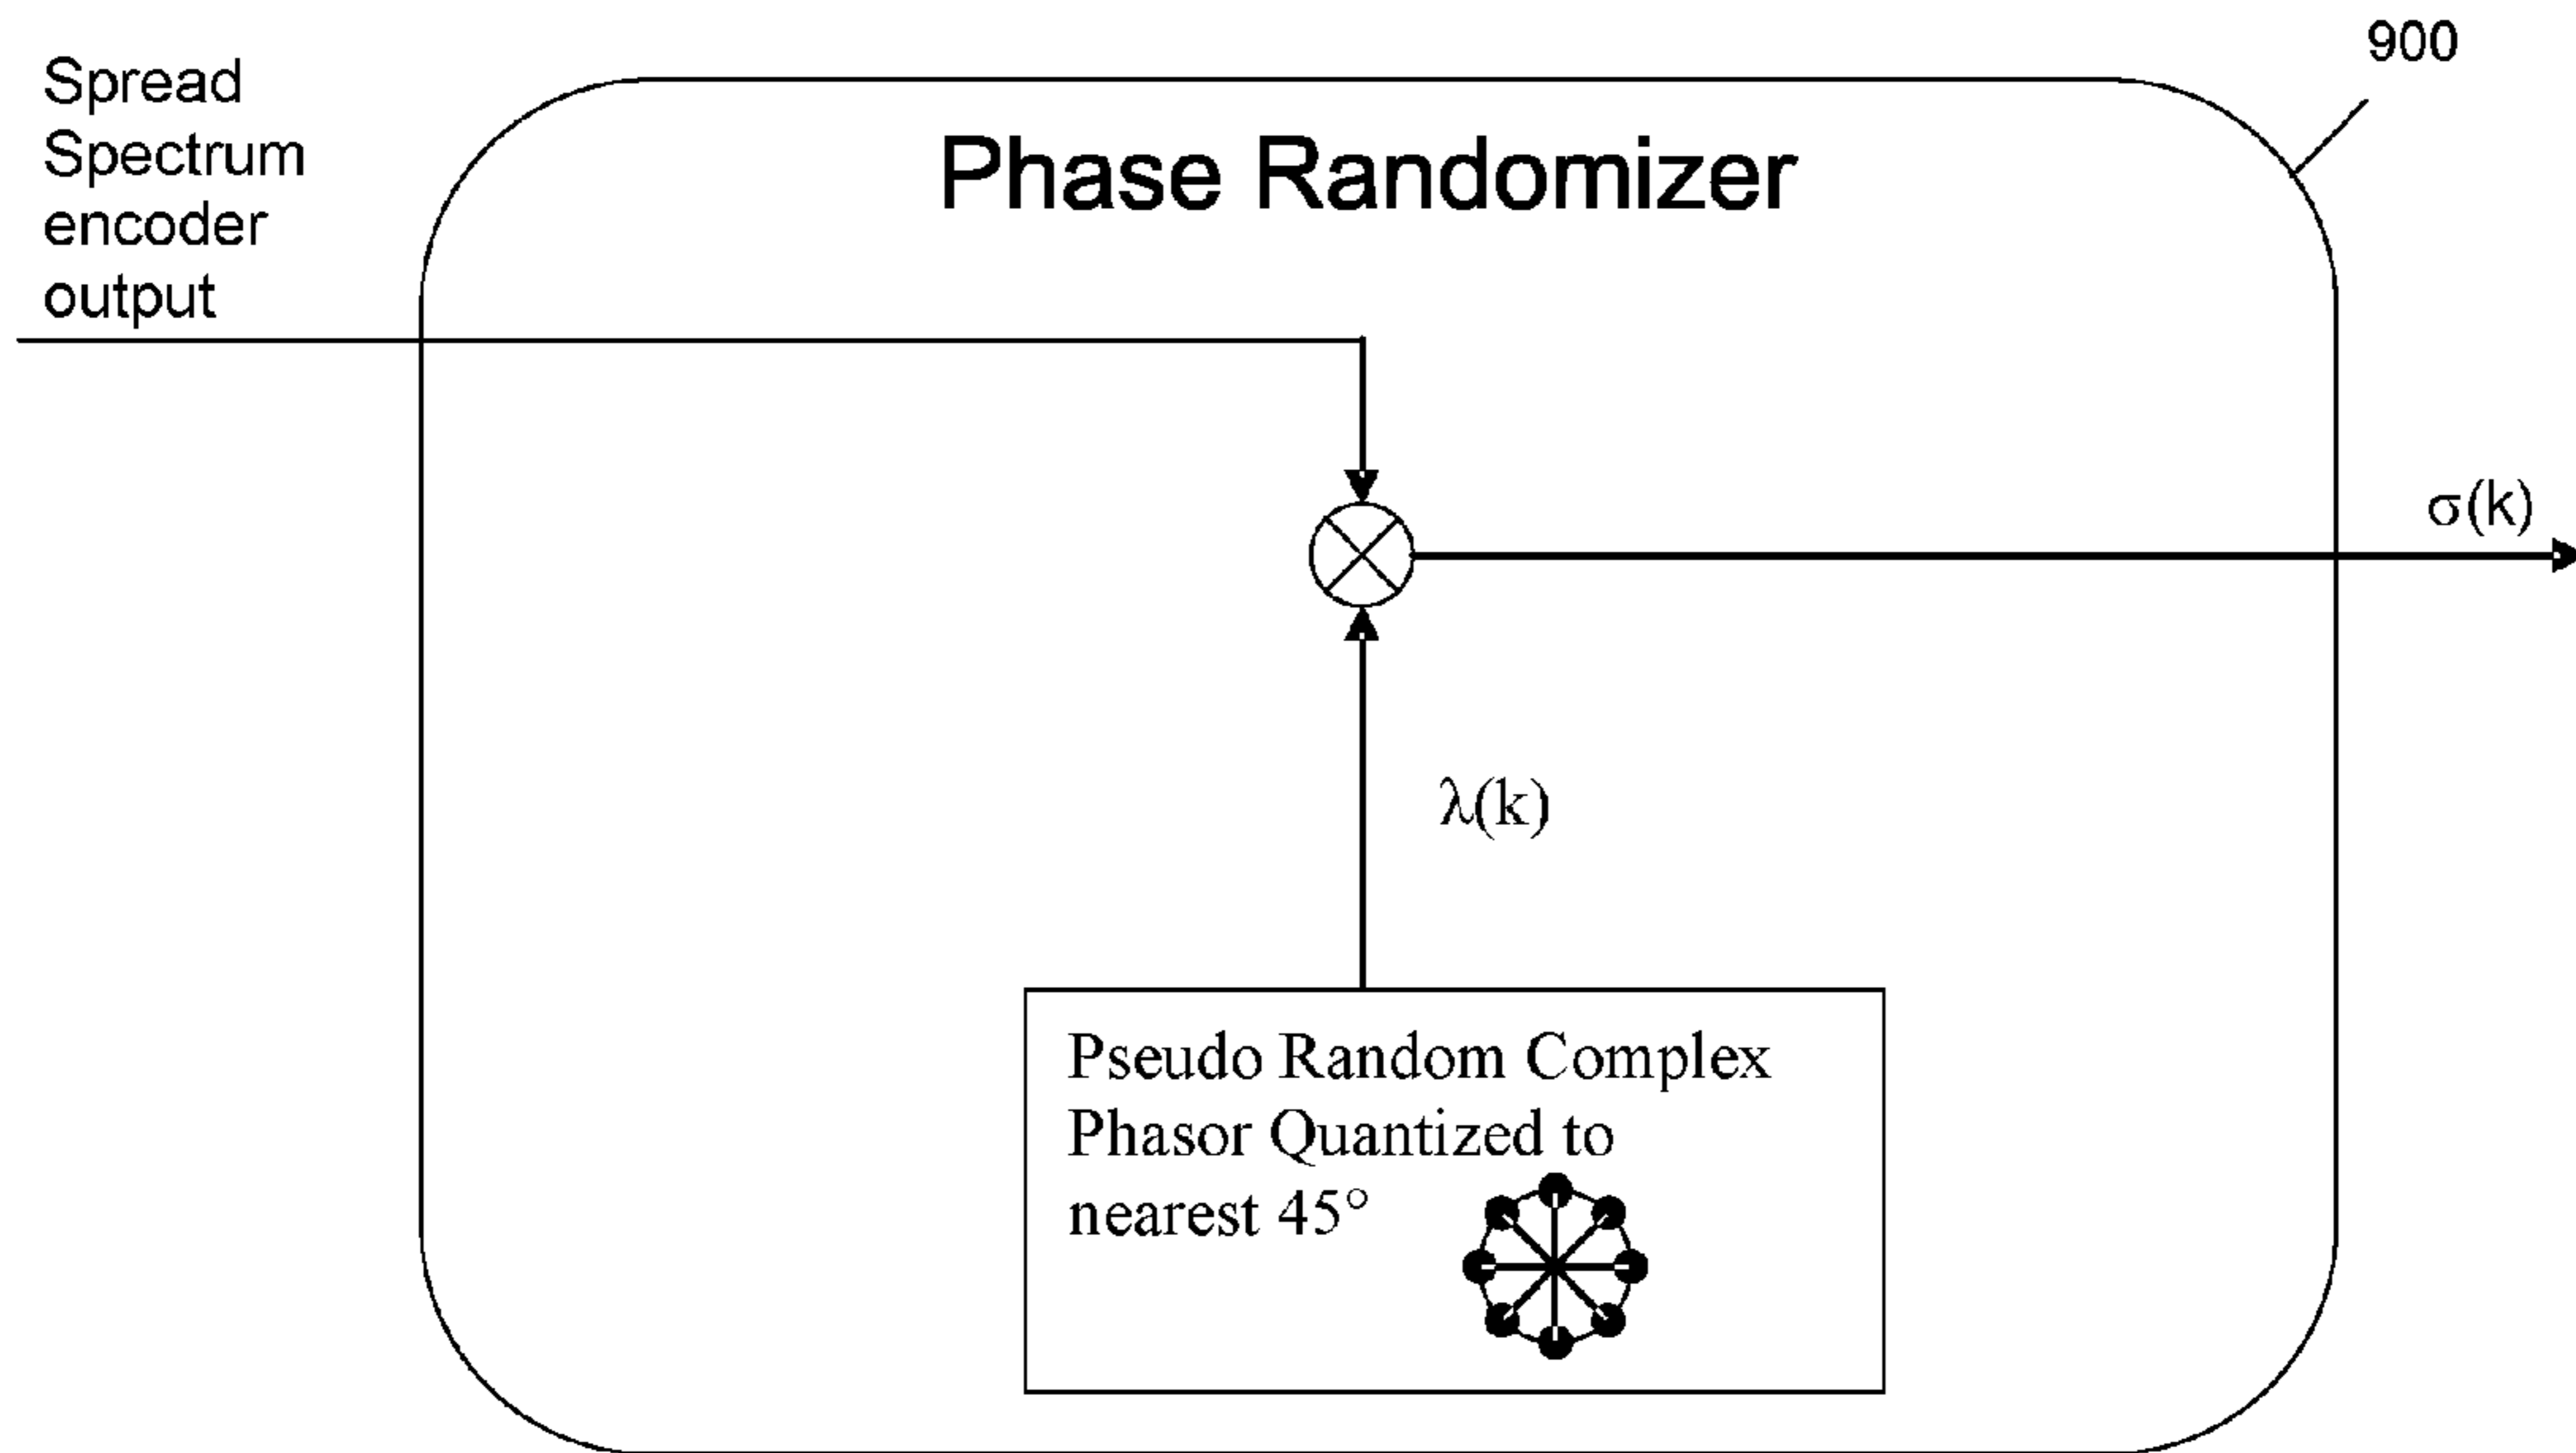 900
Spread
Spectrum
encoder
output
Phase Randomizer
σ(k)
λ(k)
Pseudo Random Complex
Phasor Quantized to
nearest 45°